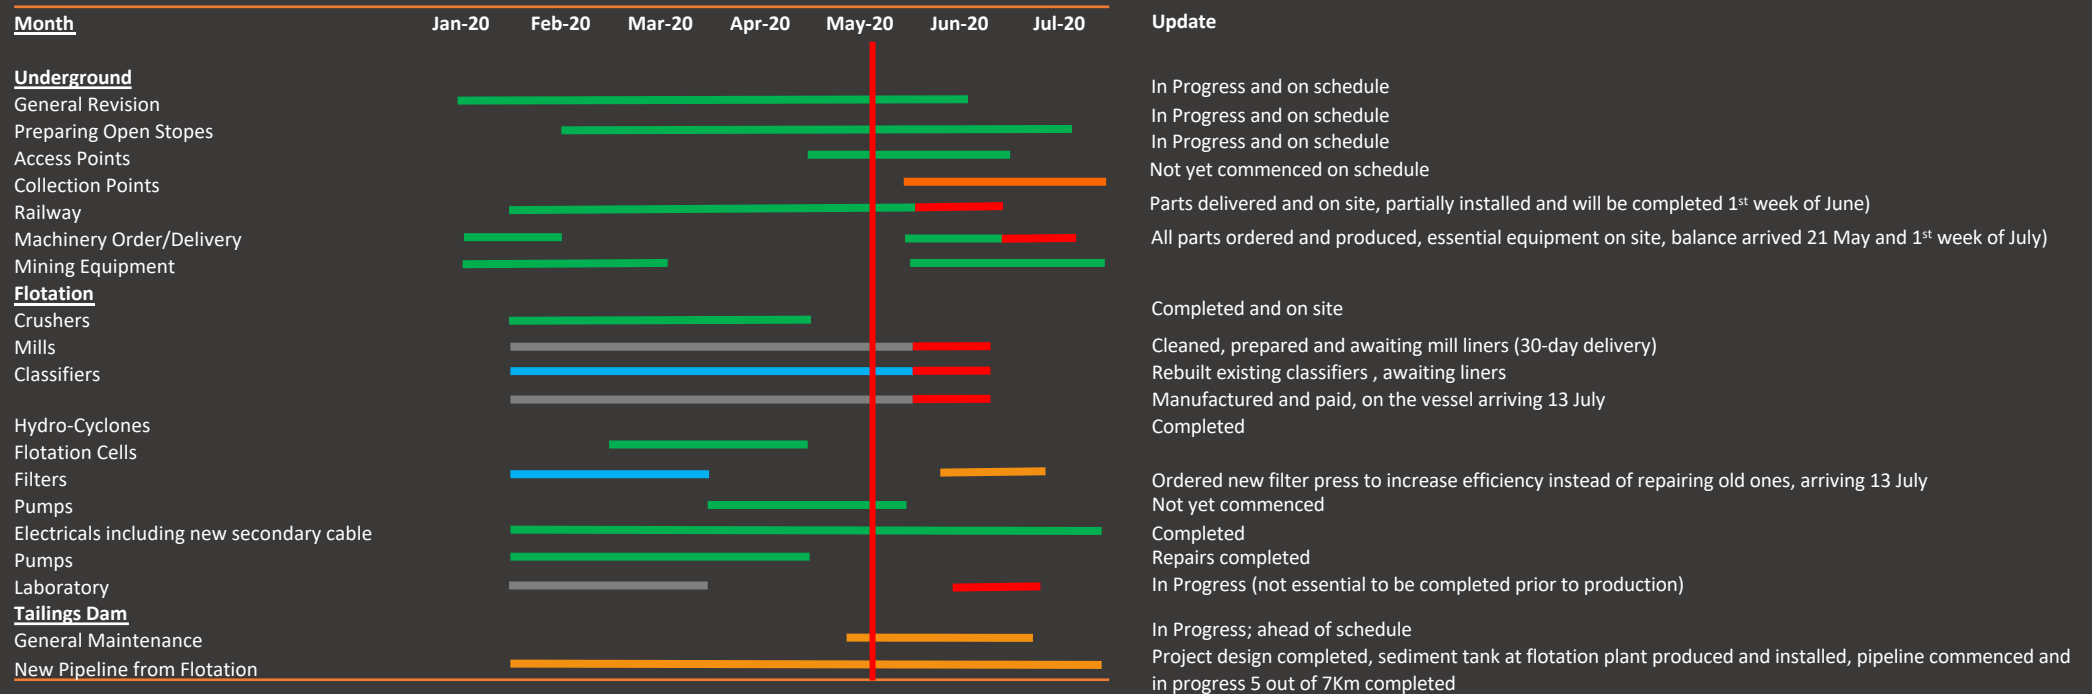 Month Jan-20 Feb-20 Mar-20 Apr-20 May-20 Jun-20 Jul-20 Update
Underground
General Revision In Progress and on schedule
Preparing Open Stopes In Progress and on schedule
Access Points In Progress and on schedule
Collection Points Not yet commenced on schedule
Railway Parts delivered and on site, partially installed and will be completed 1st week of June)
Machinery Order/Delivery All parts ordered and produced, essential equipment on site, balance arrived 21 May and 1st week of July)
Mining Equipment
Flotation
Crushers Completed and on site
Mills Cleaned, prepared and awaiting mill liners (30-day delivery)
Classifiers Rebuilt existing classifiers , awaiting liners
Manufactured and paid, on the vessel arriving 13 July
Hydro-Cyclones Completed
Flotation Cells
Filters Ordered new filter press to increase efficiency instead of repairing old ones, arriving 13 July
Pumps Not yet commenced
Electricals including new secondary cable Completed
Pumps Repairs completed
Laboratory In Progress (not essential to be completed prior to production)
Tailings Dam
General Maintenance In Progress; ahead of schedule
New Pipeline from Flotation Project design completed, sediment tank at flotation plant produced and installed, pipeline commenced and
in progress 5 out of 7Km completed